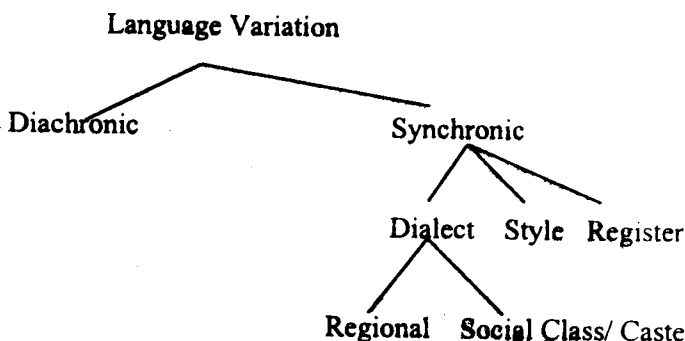 Language Variation
Diachronic Synchronic
Dialect Style Register
Regional Social Class/ Caste